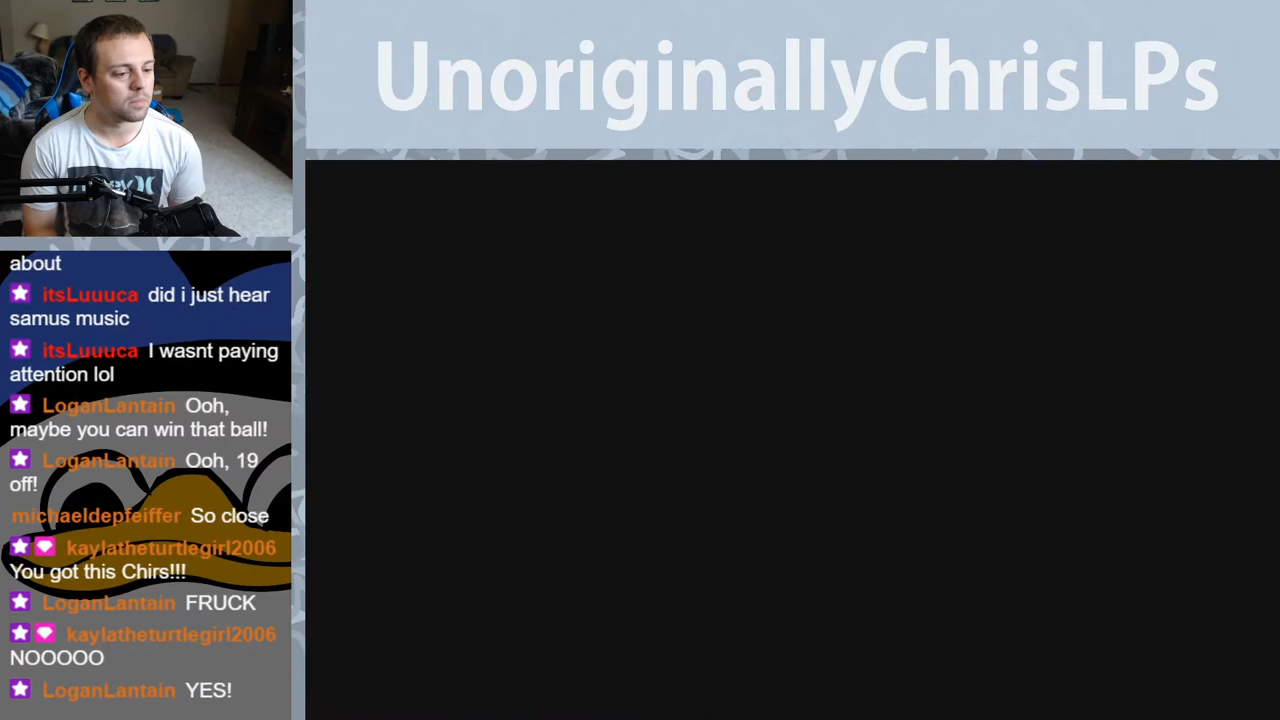 UnoriginallyChrisLPs
about
itsLuuuca did i just hear
samus music
itsLuuuca I wasnt paying
attention lol
LoganLantain Ooh,
maybe you can win that ball!
LoganLantain Ooh, 19
off!
michaeldepfeiffer So close
kaylatheturtlegirl2006
You got this Chirs!!!
LoganLantain FRUCK
kaylatheturtlegirl2006
NOOOOO
LoganLantain YES!